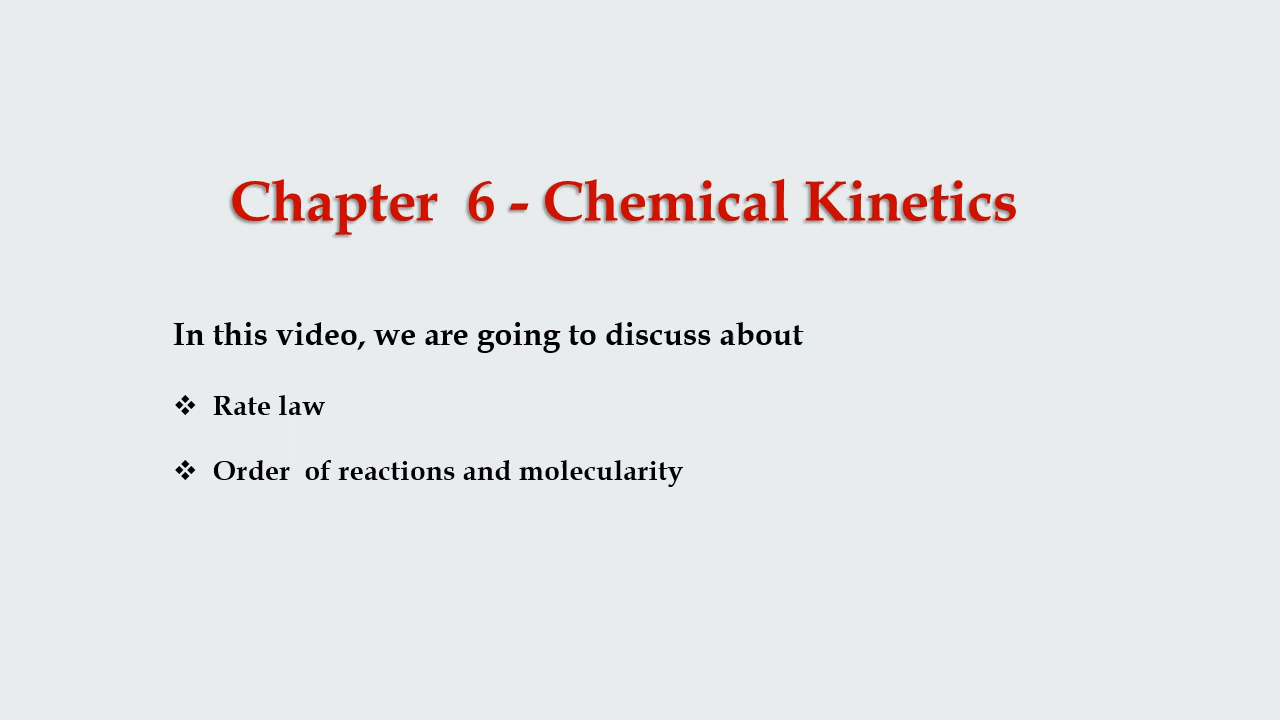 Chapter 6 - Chemical Kinetics
In this video, we are going to discuss about
❖ Rate law
❖ Order of reactions and molecularity